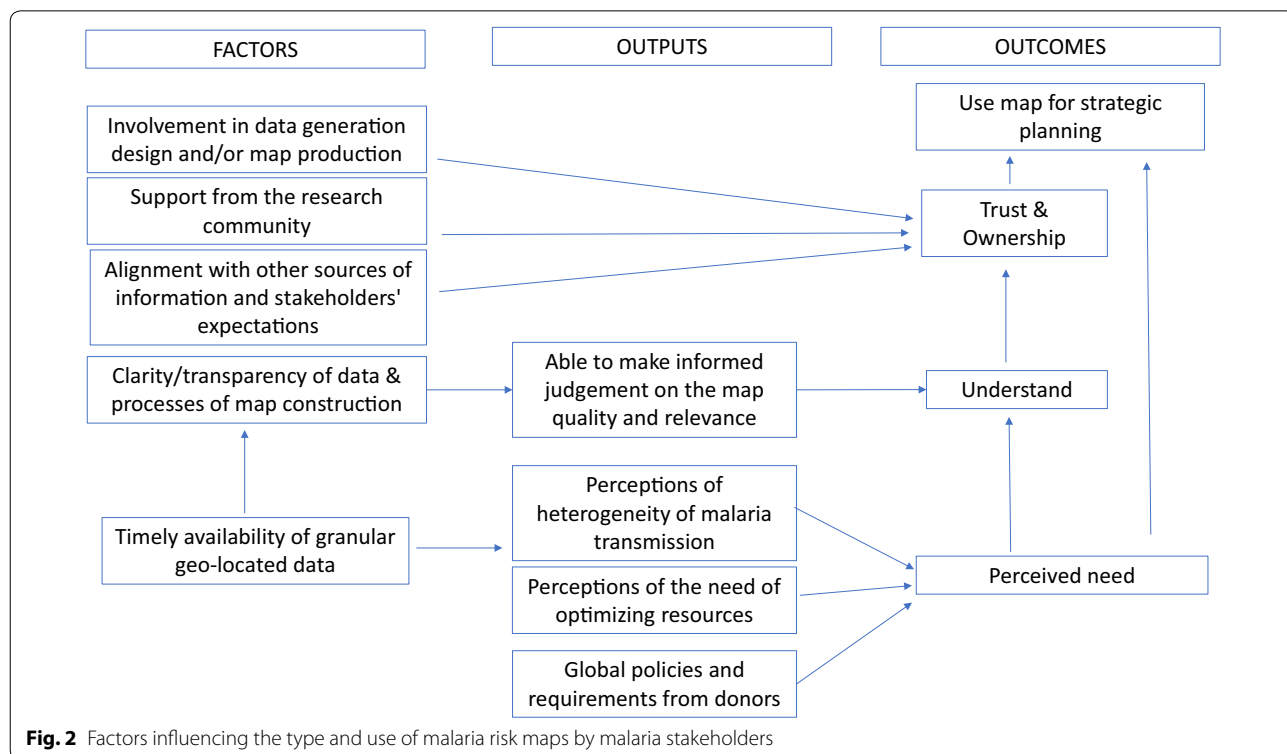 FACTORS
OUTPUTS
OUTCOMES
Involvement in data generation
design and/or map production
Support from the research
community
Alignment with other sources of
information and stakeholders'
expectations
Clarity/transparency of data &
processes of map construction
Timely availability of granular
geo-located data
Able to make informed
judgement on the map
quality and relevance
Perceptions of
heterogeneity of malaria
transmission
Perceptions of the need of
optimizing resources
Global policies and
requirements from donors
Use map for strategic
planning
Trust &
Ownership
Understand
Perceived need
Fig. 2 Factors influencing the type and use of malaria risk maps by malaria stakeholders